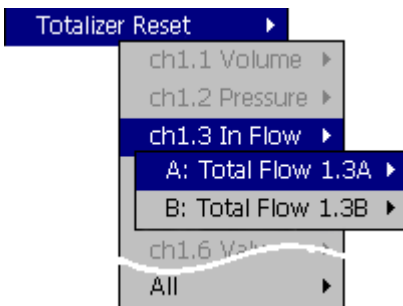 Totalizer Reset
ch1.1 Volume
ch1.2 Pressure
ch1.3 In Flow
A: Total Flow 1.3A
B: Total Flow 1.3B
ch1.6
All